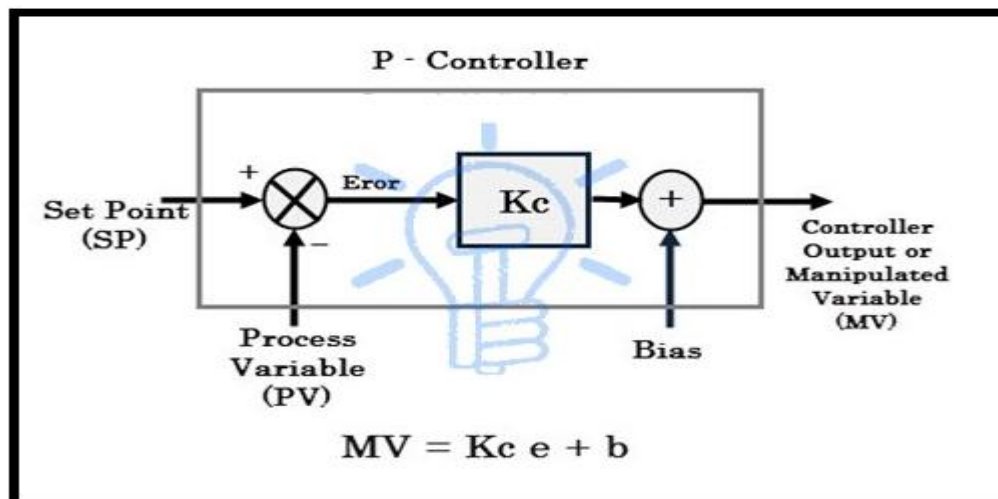 P - Controller
+
Eror
Kc
+
Set Point
(SP)
−
Controller
Output or
Manipulated
Variable
(MV)
Process
Variable
(PV)
Bias
MV = Kc e + b